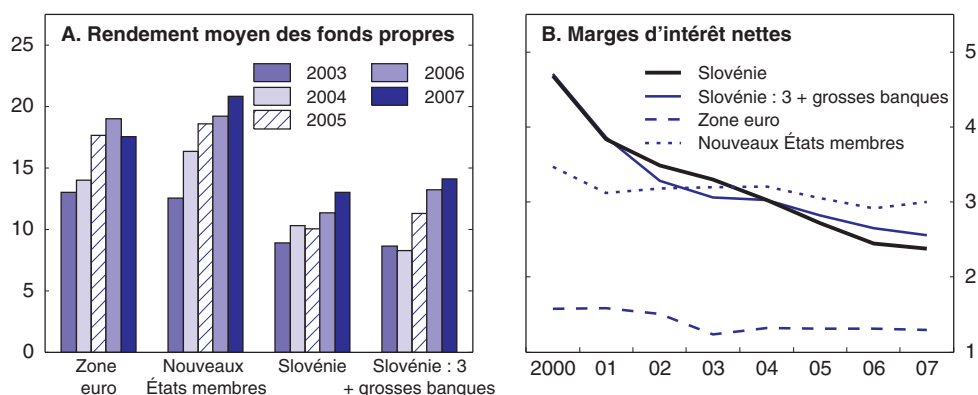 A. Rendement moyen des fonds propres
25
20
15
10
5
0
2003
2004
2005
2006
2007
Zone
euro
Nouveaux
États membres
Slovénie
Slovénie : 3
+ grosses banques
B. Marges d'intérêt nettes
Slovénie
Slovénie : 3 + grosses banques
Zone euro
Nouveaux États membres
5
4
3
2
1
2000 01 02 03 04 05 06 07